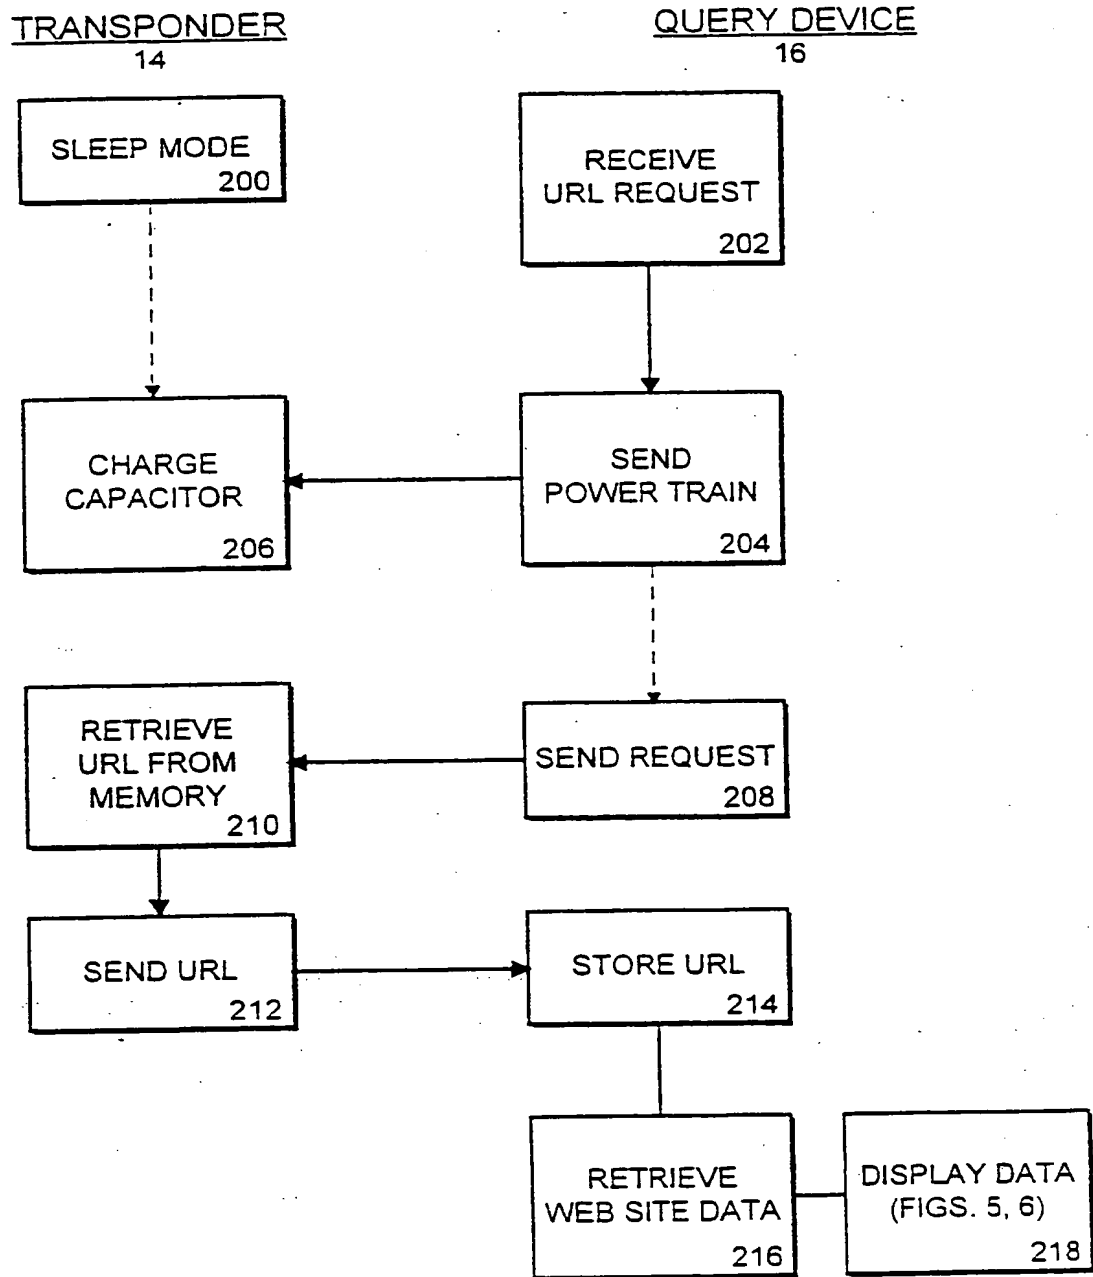 TRANSPONDER
14
QUERY DEVICE
16
SLEEP MODE
200
RECEIVE
URL REQUEST
202
CHARGE
CAPACITOR
206
SEND
POWER TRAIN
204
RETRIEVE
URL FROM
MEMORY
210
SEND REQUEST
208
SEND URL
212
STORE URL
214
RETRIEVE
WEB SITE DATA
216
DISPLAY DATA
(FIGS. 5, 6)
218